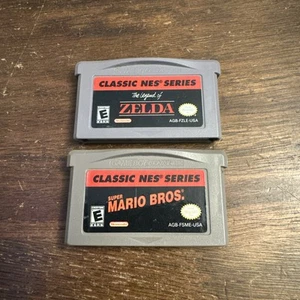 CLASSIC NES SERIES
The Legend of
ZELDA
E
AGB-FZLE-USA
CLASSIC NES SERIES
SUPER
MARIO BROS.
E
AGB-FSME-USA